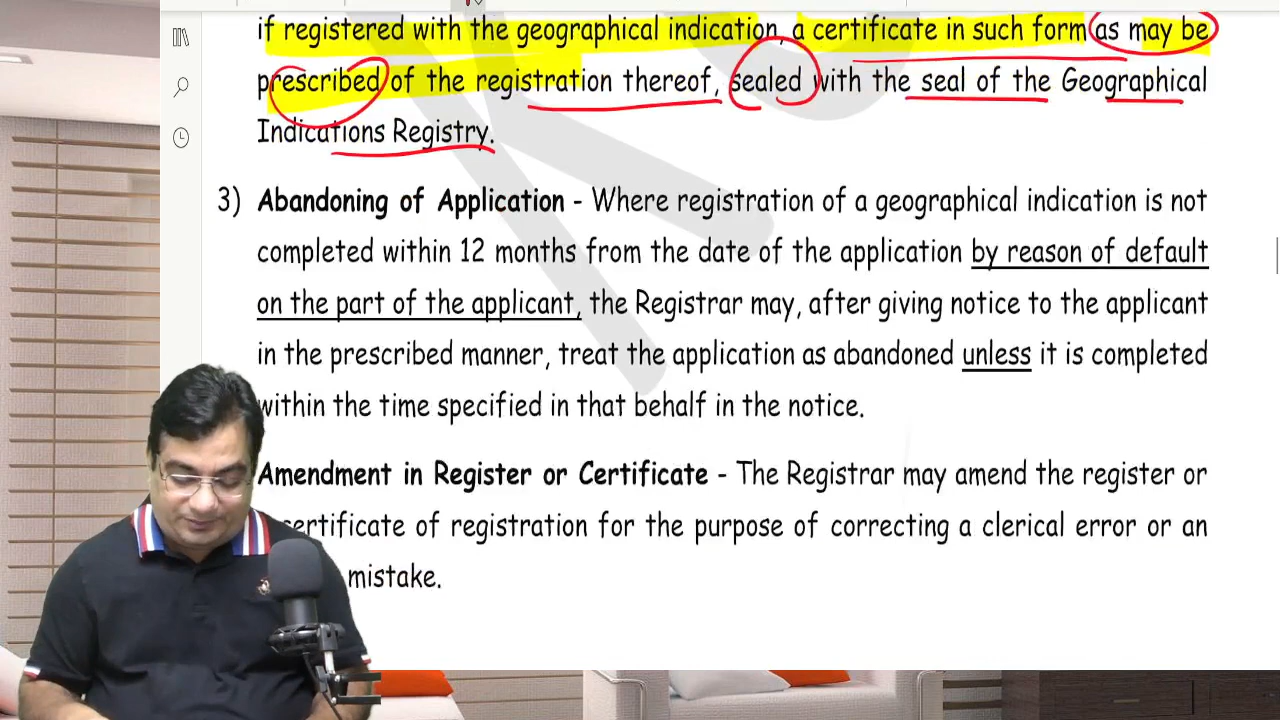 if registered with the geographical indication, a certificate in such form as may be
prescribed of the registration thereof, sealed with the seal of the Geographical
Indications Registry.
3) Abandoning of Application - Where registration of a geographical indication is not
completed within 12 months from the date of the application by reason of default
on the part of the applicant, the Registrar may, after giving notice to the applicant
in the prescribed manner, treat the application as abandoned unless it is completed
within the time specified in that behalf in the notice.
Amendment in Register or Certificate - The Registrar may amend the register or
certificate of registration for the purpose of correcting a clerical error or an
mistake.